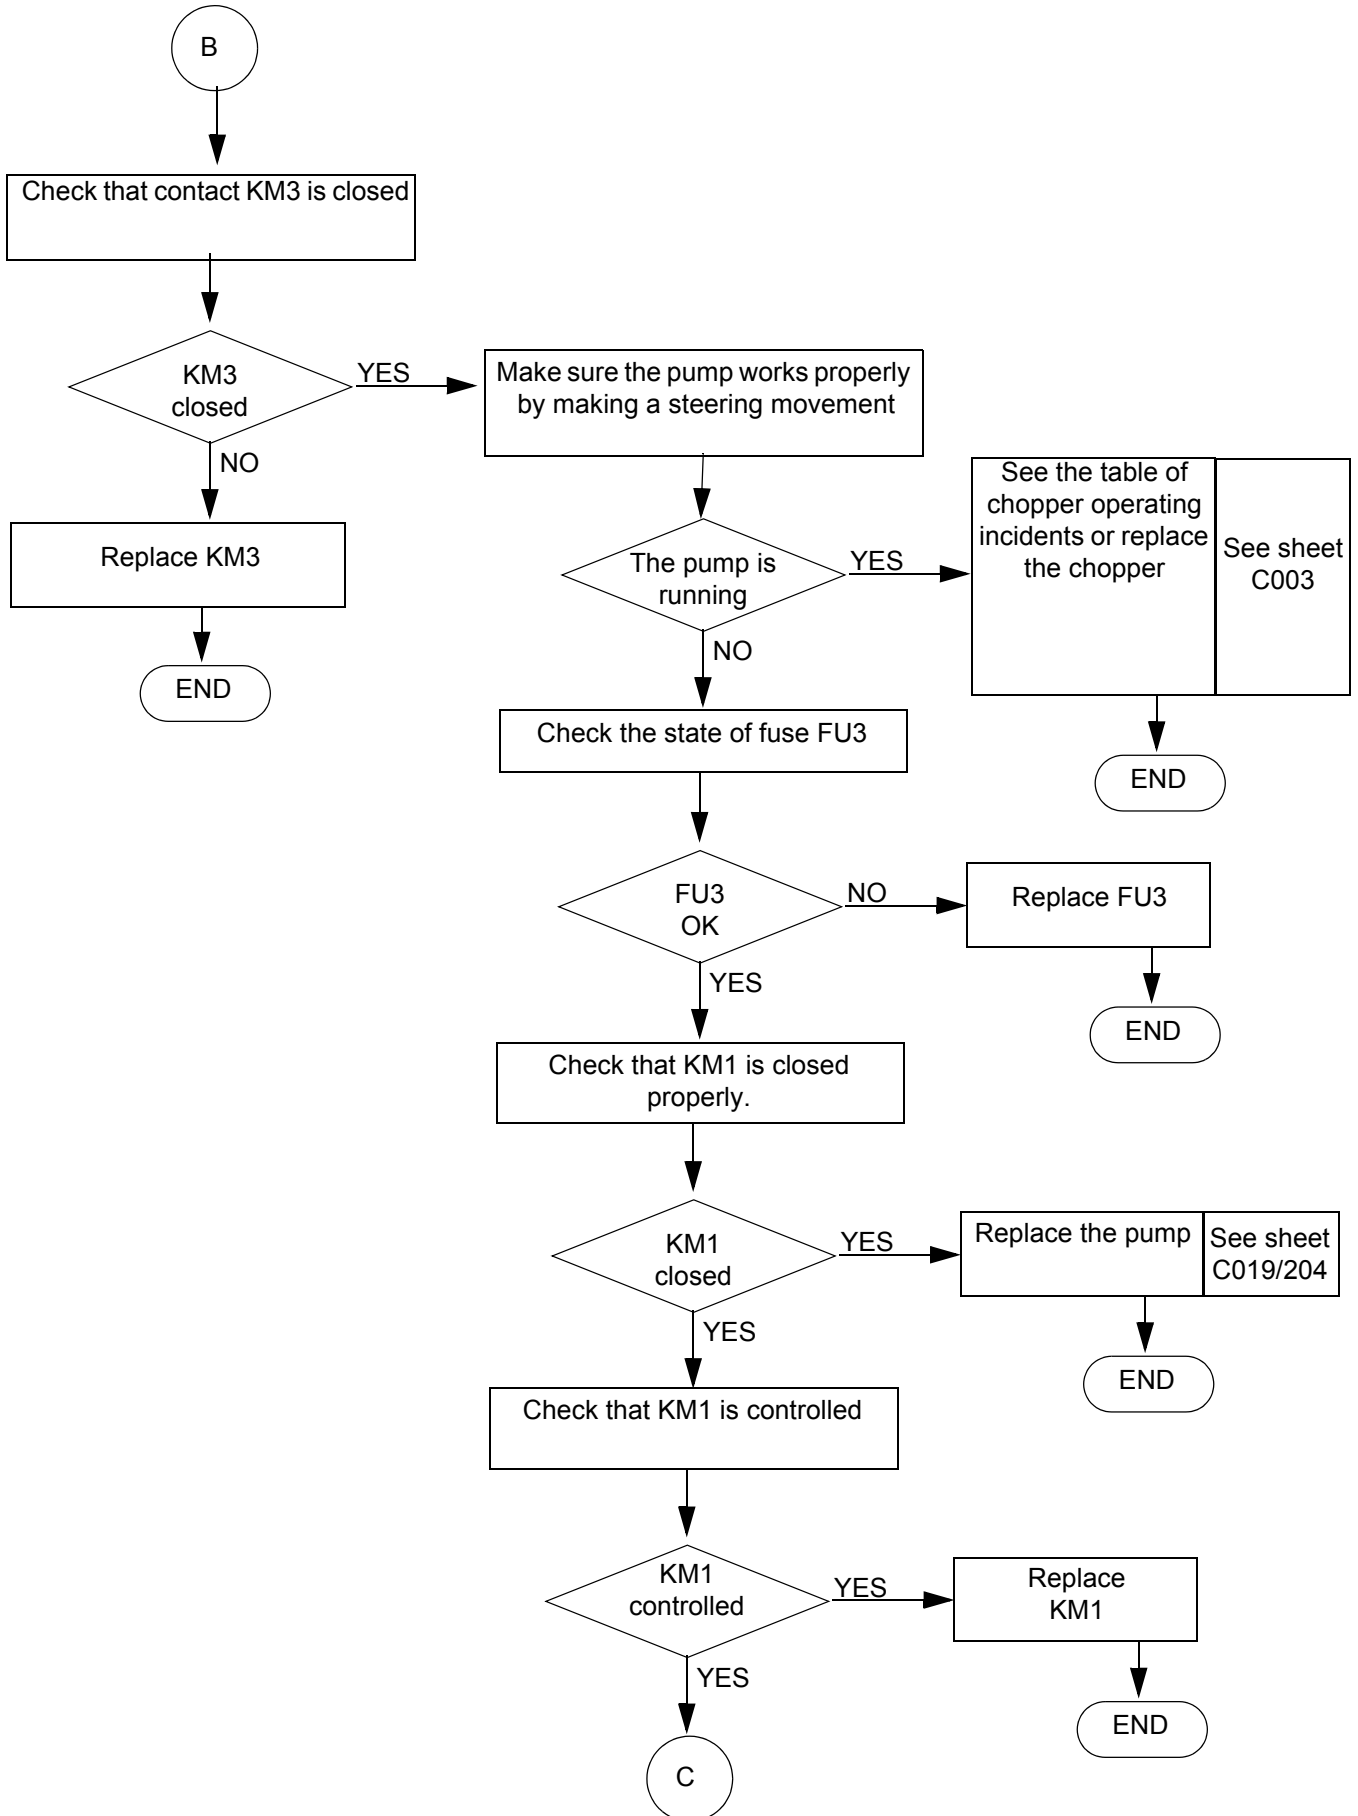 B
Check that contact KM3 is closed
KM3
closed
YES
NO
Replace KM3
END
Make sure the pump works properly
by making a steering movement
The pump is
running
YES
NO
See the table of
chopper operating
incidents or replace
the chopper
See sheet
C003
END
Check the state of fuse FU3
FU3
OK
NO
YES
Replace FU3
END
Check that KM1 is closed
properly.
KM1
closed
YES
YES
Replace the pump
See sheet
C019/204
END
Check that KM1 is controlled
KM1
controlled
YES
YES
Replace
KM1
END
C